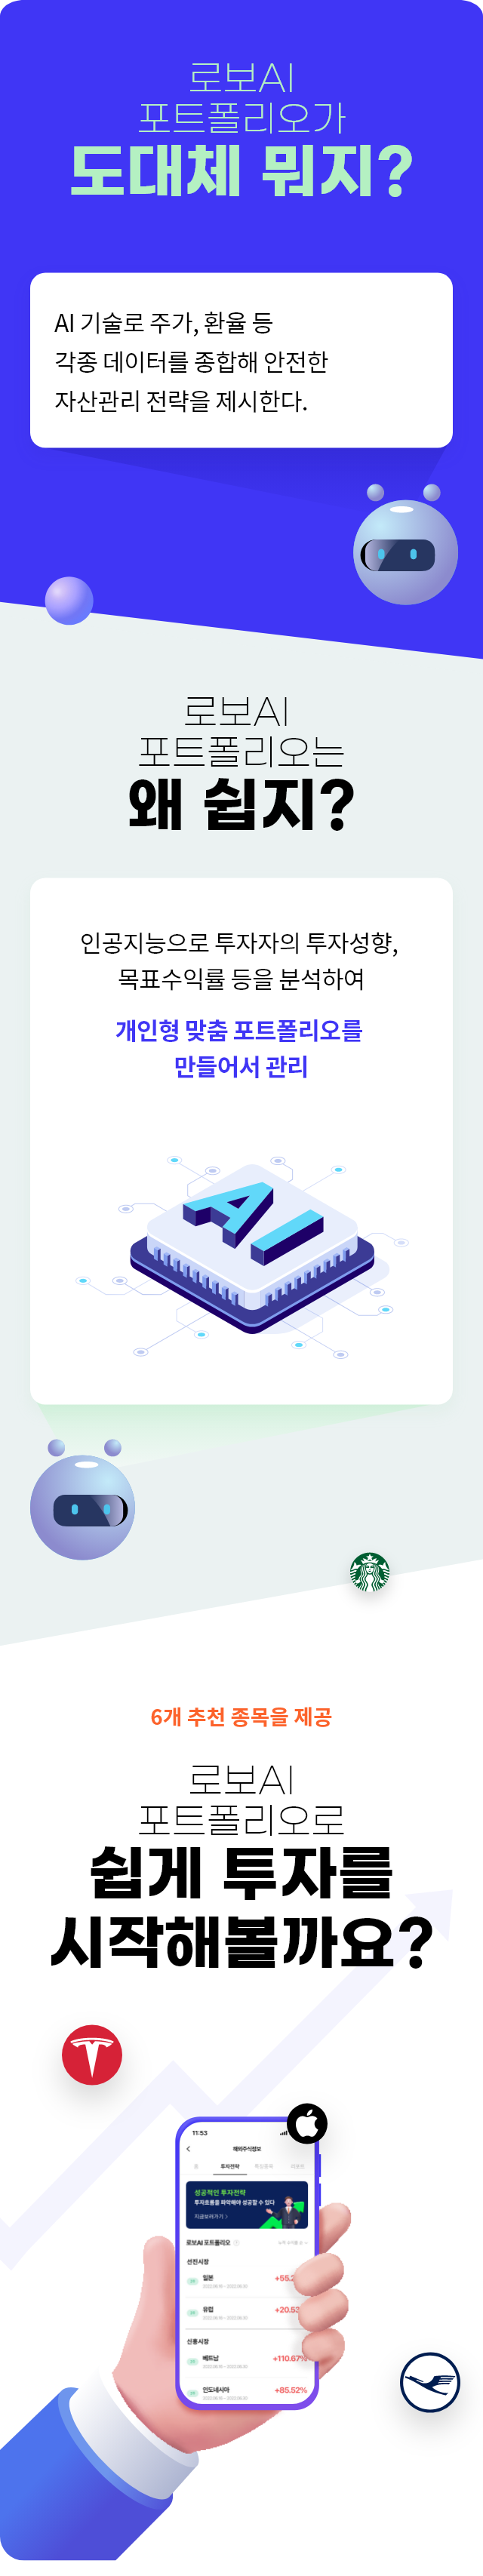 로보AI
포트폴리오가
도대체 뭐지?
AI 기술로 주가, 환율 등
각종 데이터를 종합해 안전한
자산관리 전략을 제시한다.
로보AI
포트폴리오는
왜 쉽지?
인공지능으로 투자자의 투자성향,
목표수익률 등을 분석하여
개인형 맞춤 포트폴리오를
만들어서 관리
AI
6개 추천 종목을 제공
로보AI
포트폴리오로
쉽게 투자를
시작해볼까요?
11:53
해외주식정보
홈 투자전략
성공적인 투자전략
투자흐름을 파악해야 성공할 수 있다
지금보러가기 >
로보AI 포트폴리오
선진시장
일본 +55.2
유럽 +20.53
신흥시장
베트남 +110.67%
인도네시아 +85.52%